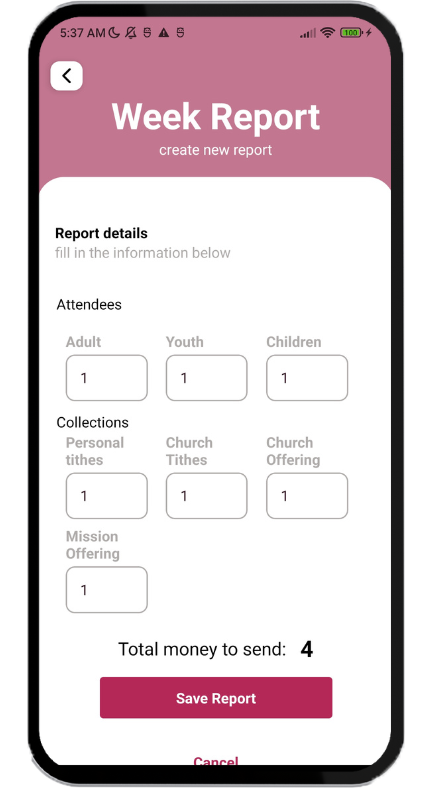 5:37 AM
100
Week Report
create new report
Report details
fill in the information below
Attendees
Adult Youth Children
1 1 1
Collections
Personal tithes
Church Tithes
Church Offering
1 1 1
Mission
Offering
1
Total money to send: 4
Save Report
Cancel